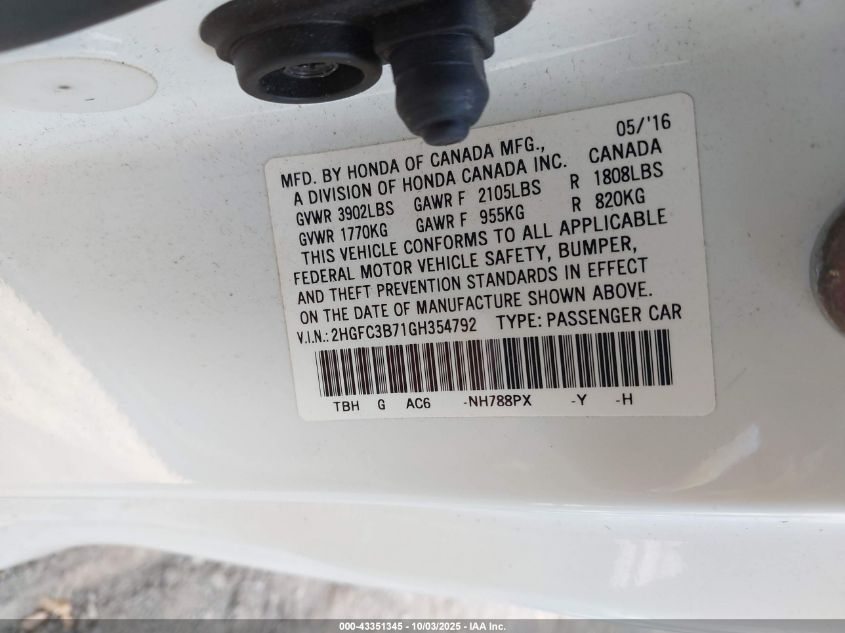 05/'16
MFD. BY HONDA OF CANADA MFG.,
A DIVISION OF HONDA CANADA INC. CANADA
GVWR 3902LBS GAWR F 2105LBS R 1808LBS
GVWR 1770KG GAWR F 955KG R 820KG
THIS VEHICLE CONFORMS TO ALL APPLICABLE
FEDERAL MOTOR VEHICLE SAFETY, BUMPER,
AND THEFT PREVENTION STANDARDS IN EFFECT
ON THE DATE OF MANUFACTURE SHOWN ABOVE.
V.I.N.: 2HGFC3B71GH354792 TYPE: PASSENGER CAR
TBH G AC6 -NH788PX -Y -H
000-43351345 - 10/03/2025 - IAA Inc.